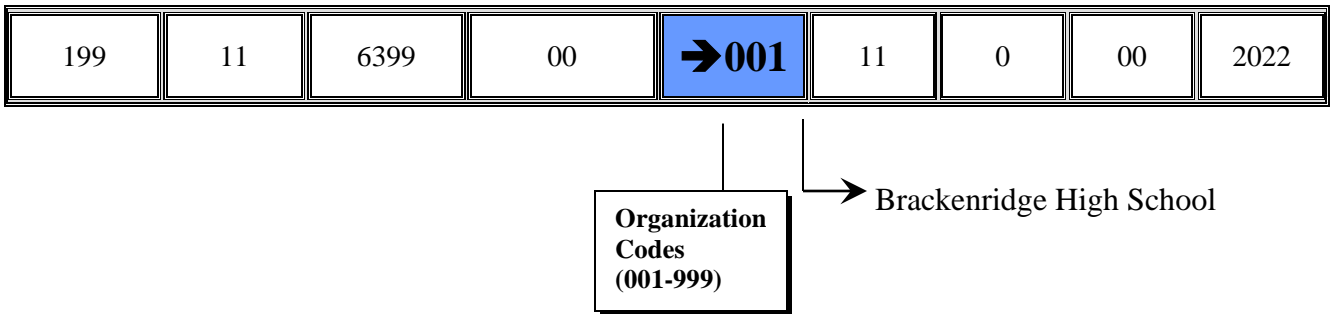 199 11 6399 00 ➔001 11 0 00 2022
Brackenridge High School
Organization
Codes
(001-999)